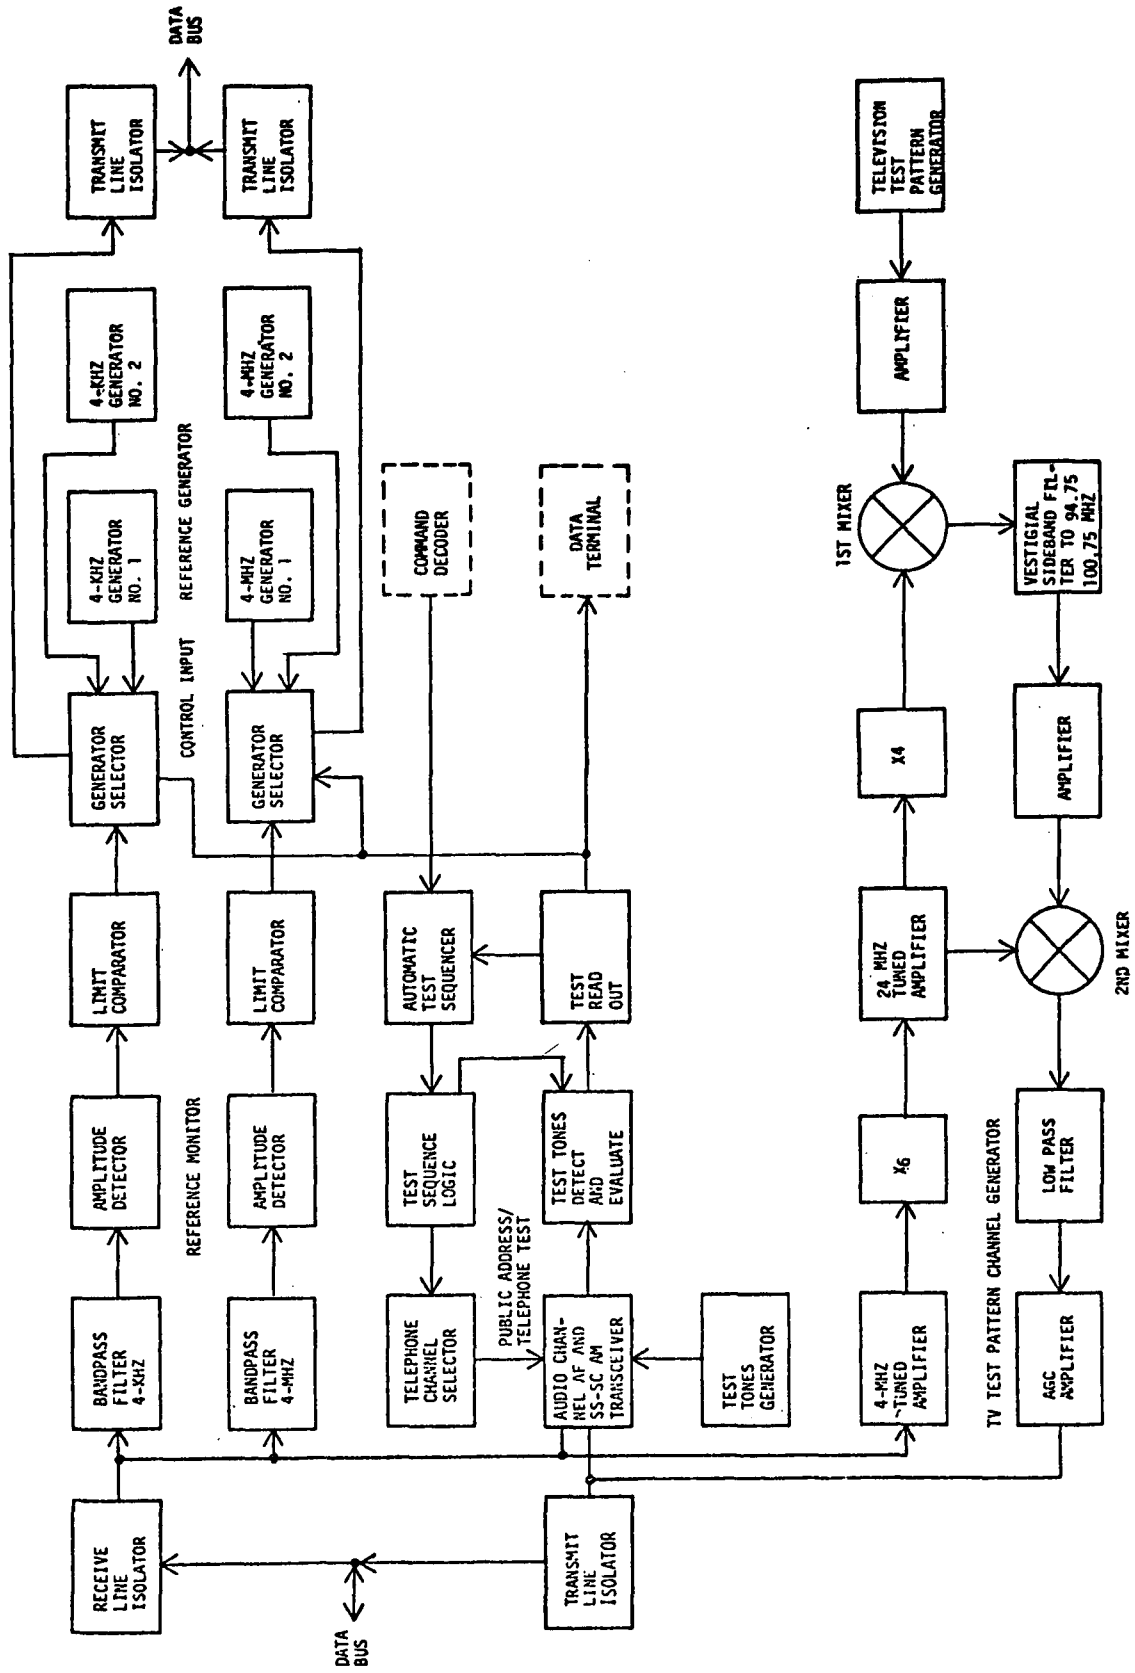 DATA
BUS
RECEIVE
LINE
ISOLATOR
BANDPASS
FILTER
4-KHZ
AMPLITUDE
DETECTOR
LIMIT
COMPARATOR
GENERATOR
SELECTOR
4-KHZ
GENERATOR
NO. 1
4-KHZ
GENERATOR
NO. 2
TRANSMIT
LINE
ISOLATOR
DATA
BUS
REFERENCE MONITOR
CONTROL INPUT
REFERENCE GENERATOR
BANDPASS
FILTER
4-MHZ
AMPLITUDE
DETECTOR
LIMIT
COMPARATOR
GENERATOR
SELECTOR
4-MHZ
GENERATOR
NO. 1
4-MHZ
GENERATOR
NO. 2
TRANSMIT
LINE
ISOLATOR
TELEPHONE
CHANNEL
SELECTOR
TEST
SEQUENCE
LOGIC
AUTOMATIC
TEST
SEQUENCER
COMMAND
DECODER
PUBLIC ADDRESS/
TELEPHONE TEST
TRANSMIT
LINE
ISOLATOR
AUDIO CHAN-
NEL AF AND
SS-SC AM
TRANSCEIVER
TEST TONES
DETECT
AND
EVALUATE
TEST
READ
OUT
DATA
TERMINAL
TEST
TONES
GENERATOR
4-MHZ
TUNED
AMPLIFIER
X6
24 MHZ
TUNED
AMPLIFIER
X4
1ST MIXER
AMPLIFIER
TELEVISION
TEST
PATTERN
GENERATOR
TV TEST PATTERN CHANNEL GENERATOR
AGC
AMPLIFIER
LOW PASS
FILTER
2ND MIXER
AMPLIFIER
VESTIGIAL
SIDEBAND FIL-
TER TO 94.75
100.75 MHZ